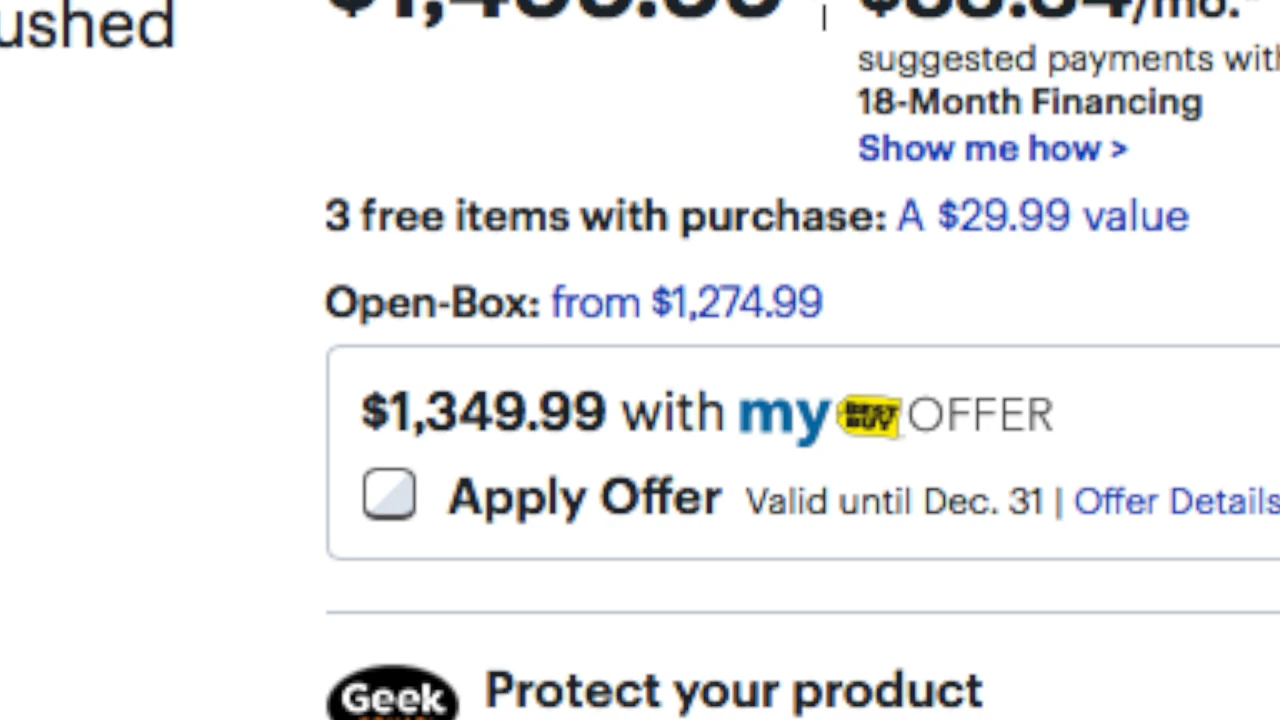 ushed
suggested payments with
18-Month Financing
Show me how >
3 free items with purchase: A $29.99 value
Open-Box: from $1,274.99
$1,349.99 with my BEST BUY OFFER
Apply Offer Valid until Dec. 31 | Offer Details
Geek
Protect your product